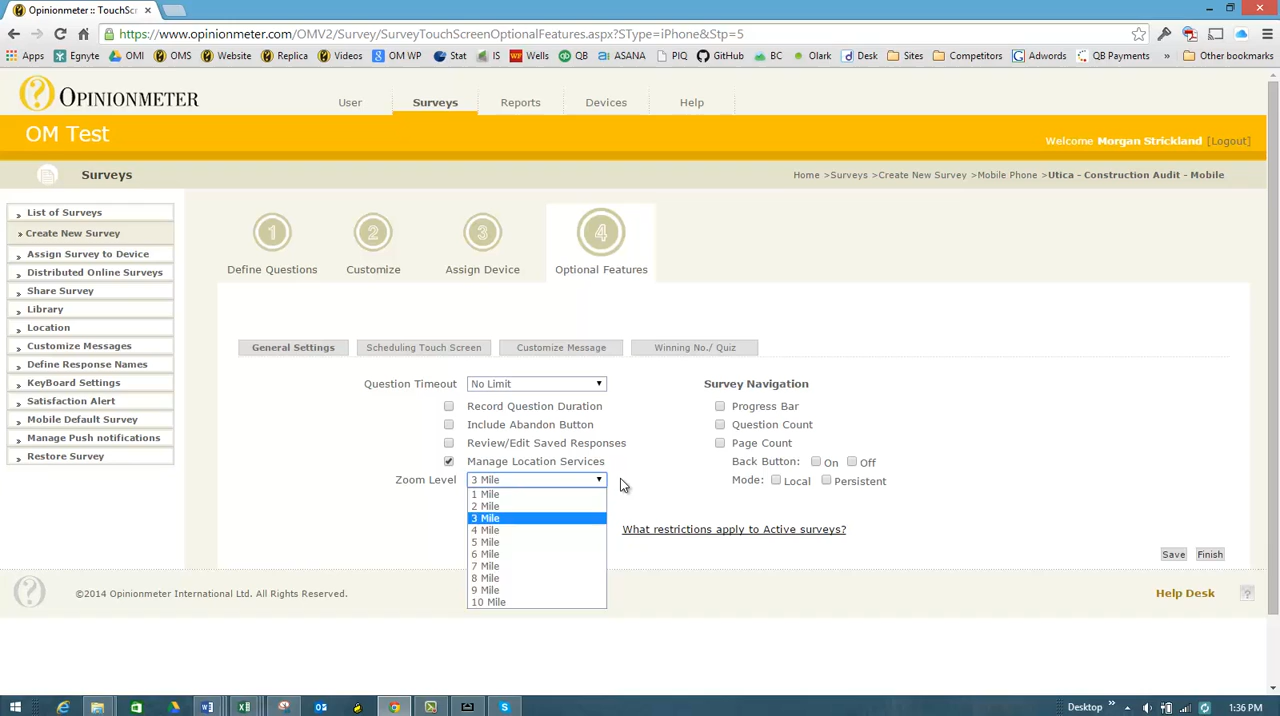 Opinionmeter :: TouchScr
https://www.opinionmeter.com/OMV2/Survey/SurveyTouchScreenOptionalFeatures.aspx?SType=iPhone&Stp=5
Apps Egnyte OMI OMS Website Replica Videos OM WP Stat IS Wells QB ASANA PIQ GitHub BC Olark Desk Sites Competitors Adwords QB Payments » Other bookmarks
OPINIONMETER
User Surveys Reports Devices Help
OM Test
Welcome Morgan Strickland [Logout]
Surveys
Home >Surveys >Create New Survey >Mobile Phone >Utica - Construction Audit - Mobile
List of Surveys
Create New Survey
Assign Survey to Device
Distributed Online Surveys
Share Survey
Library
Location
Customize Messages
Define Response Names
KeyBoard Settings
Satisfaction Alert
Mobile Default Survey
Manage Push notifications
Restore Survey
1 2 3 4
Define Questions Customize Assign Device Optional Features
General Settings Scheduling Touch Screen Customize Message Winning No./ Quiz
Question Timeout No Limit
Record Question Duration
Include Abandon Button
Review/Edit Saved Responses
Manage Location Services
Zoom Level 3 Mile
1 Mile
2 Mile
3 Mile
4 Mile
5 Mile
6 Mile
7 Mile
8 Mile
9 Mile
10 Mile
Survey Navigation
Progress Bar
Question Count
Page Count
Back Button: On Off
Mode: Local Persistent
What restrictions apply to Active surveys?
Save Finish
©2014 Opinionmeter International Ltd. All Rights Reserved.
Help Desk ?
Desktop » 1:36 PM